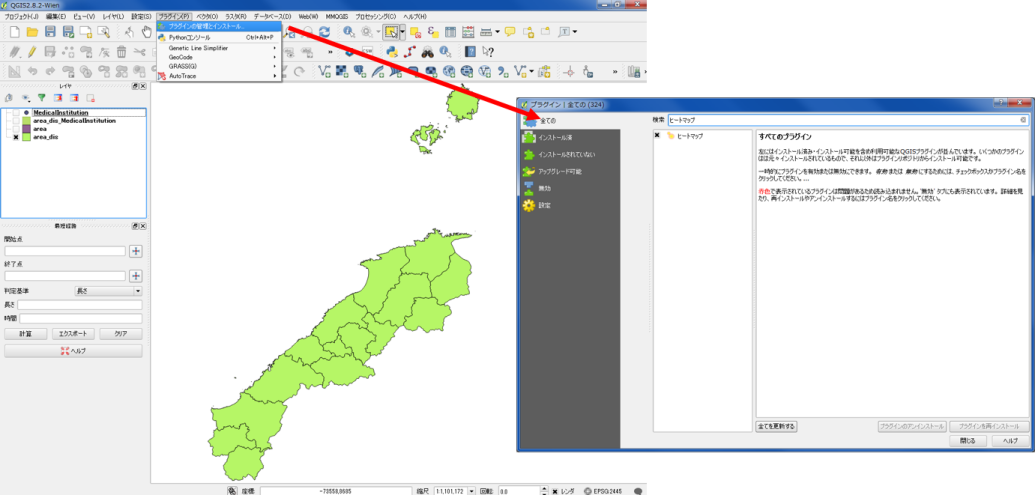 QGIS2.8.2-Wien
プロジェクト(J) 編集(E) ビュー(V) レイヤ(L) 設定(S) プラグイン(P) ベクタ(O) ラスタ(R) データベース(D) Web(W) MMQGIS プロセッシング(C) ヘルプ(H)
プラグインの管理とインストール...
Pythonコンソール Ctrl+Alt+P
Genetic Line Simplifier
GeoCode
GRASS(G)
AutoTrace
レイヤ
MedicalInstitution
area_dis_MedicalInstitution
area
area_dis
最短経路
開始点
終了点
判定基準 長さ
長さ
時間
計算 エクスポート クリア
ヘルプ
座標: -70558,9685 縮尺 1:1,101,172 回転: 0.0 レンダ EPSG:2445
プラグイン | 全ての (324)
全ての
インストール済
インストールされていない
アップグレード可能
無効
設定
検索 ヒートマップ
ヒートマップ
すべてのプラグイン
左にはインストール済み・インストール可能を含め利用可能なQGISプラグインが並んでいます。いくつかのプラグインは元々インストールされているもので、それ以外はプラグインリポジトリからインストール可能です。
一時的にプラグインを有効または無効にできます。 有効 または 無効 にするためには、チェックボックスかプラグイン名をクリックしてください。...
赤色で表示されているプラグインは問題があるため読み込まれません。'無効' タブにも表示されています。詳細を見たり、再インストールやアンインストールするにはプラグイン名をクリックしてください。
全てを更新する プラグインのアンインストール プラグインを再インストール
閉じる ヘルプ